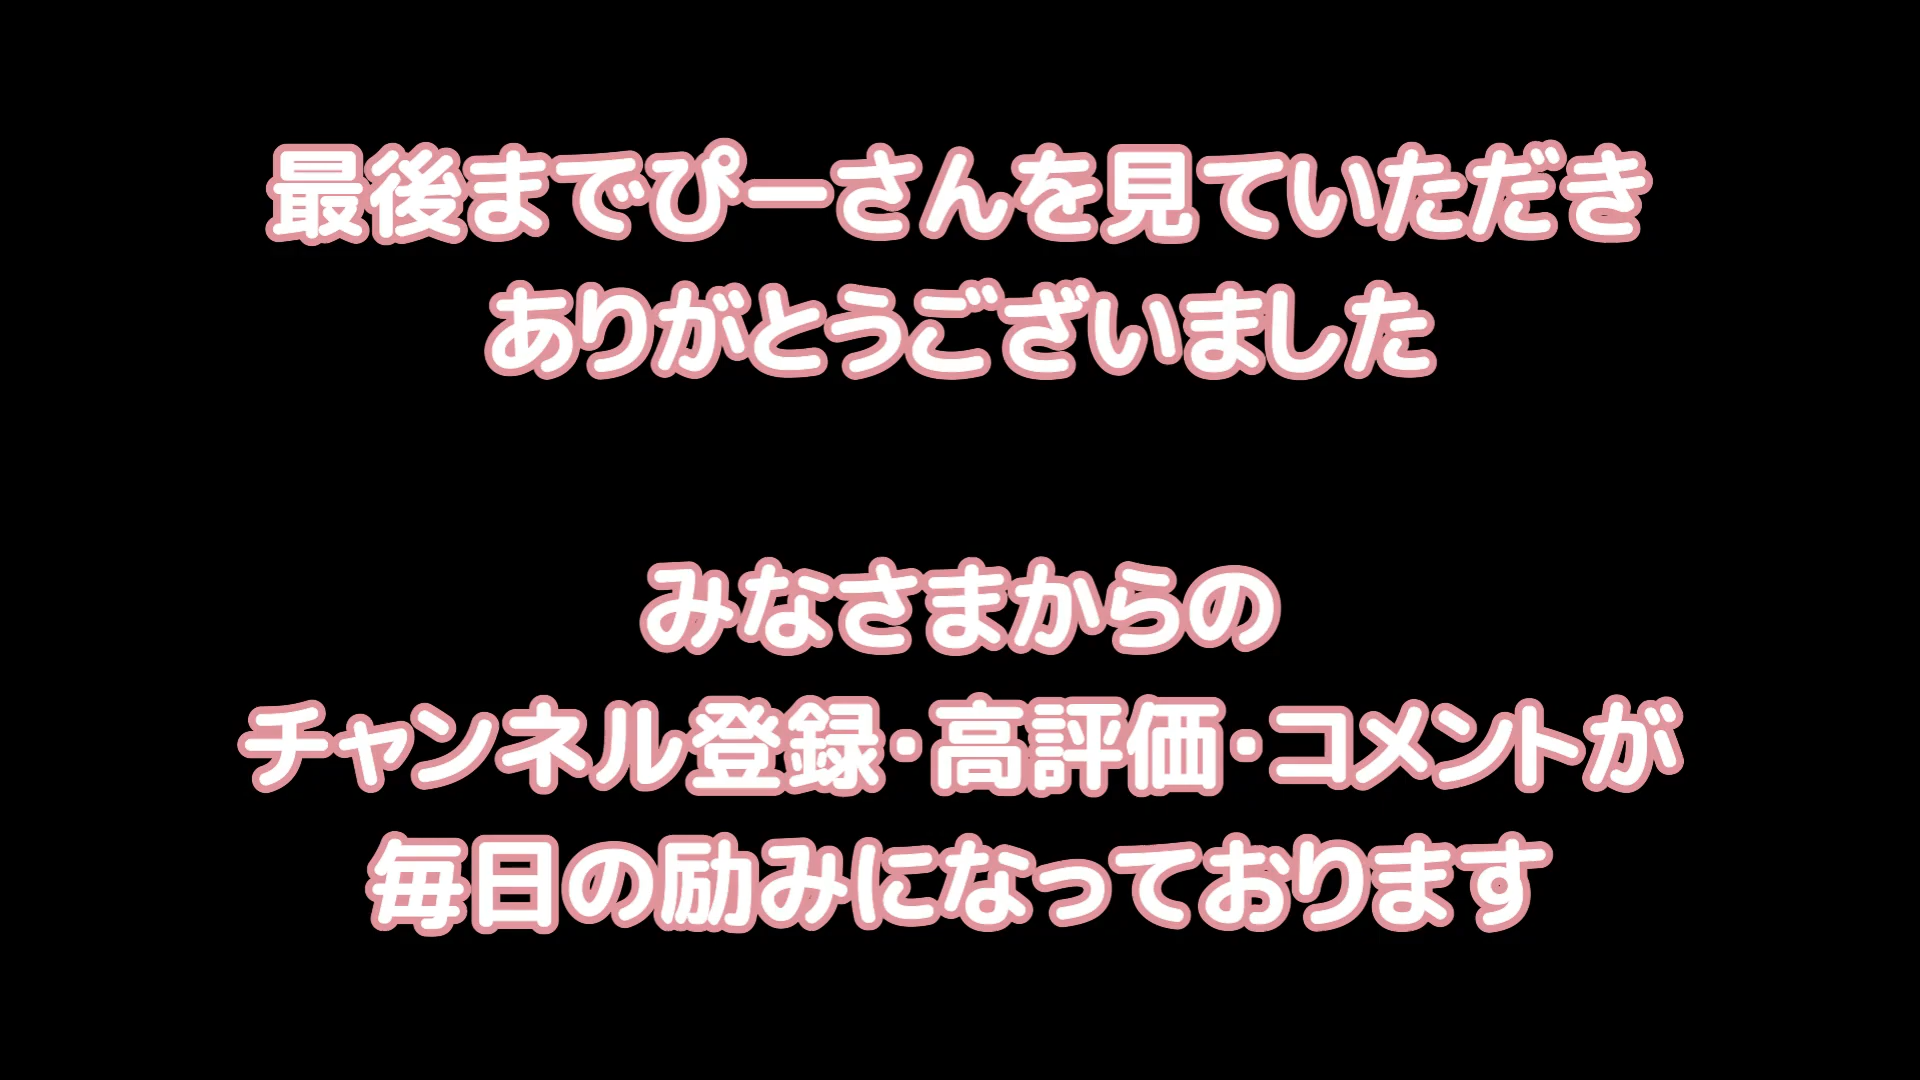 最後までぴーさんを見ていただき
ありがとうございました
みなさまからの
チャンネル登録・高評価・コメントが
毎日の励みになっております